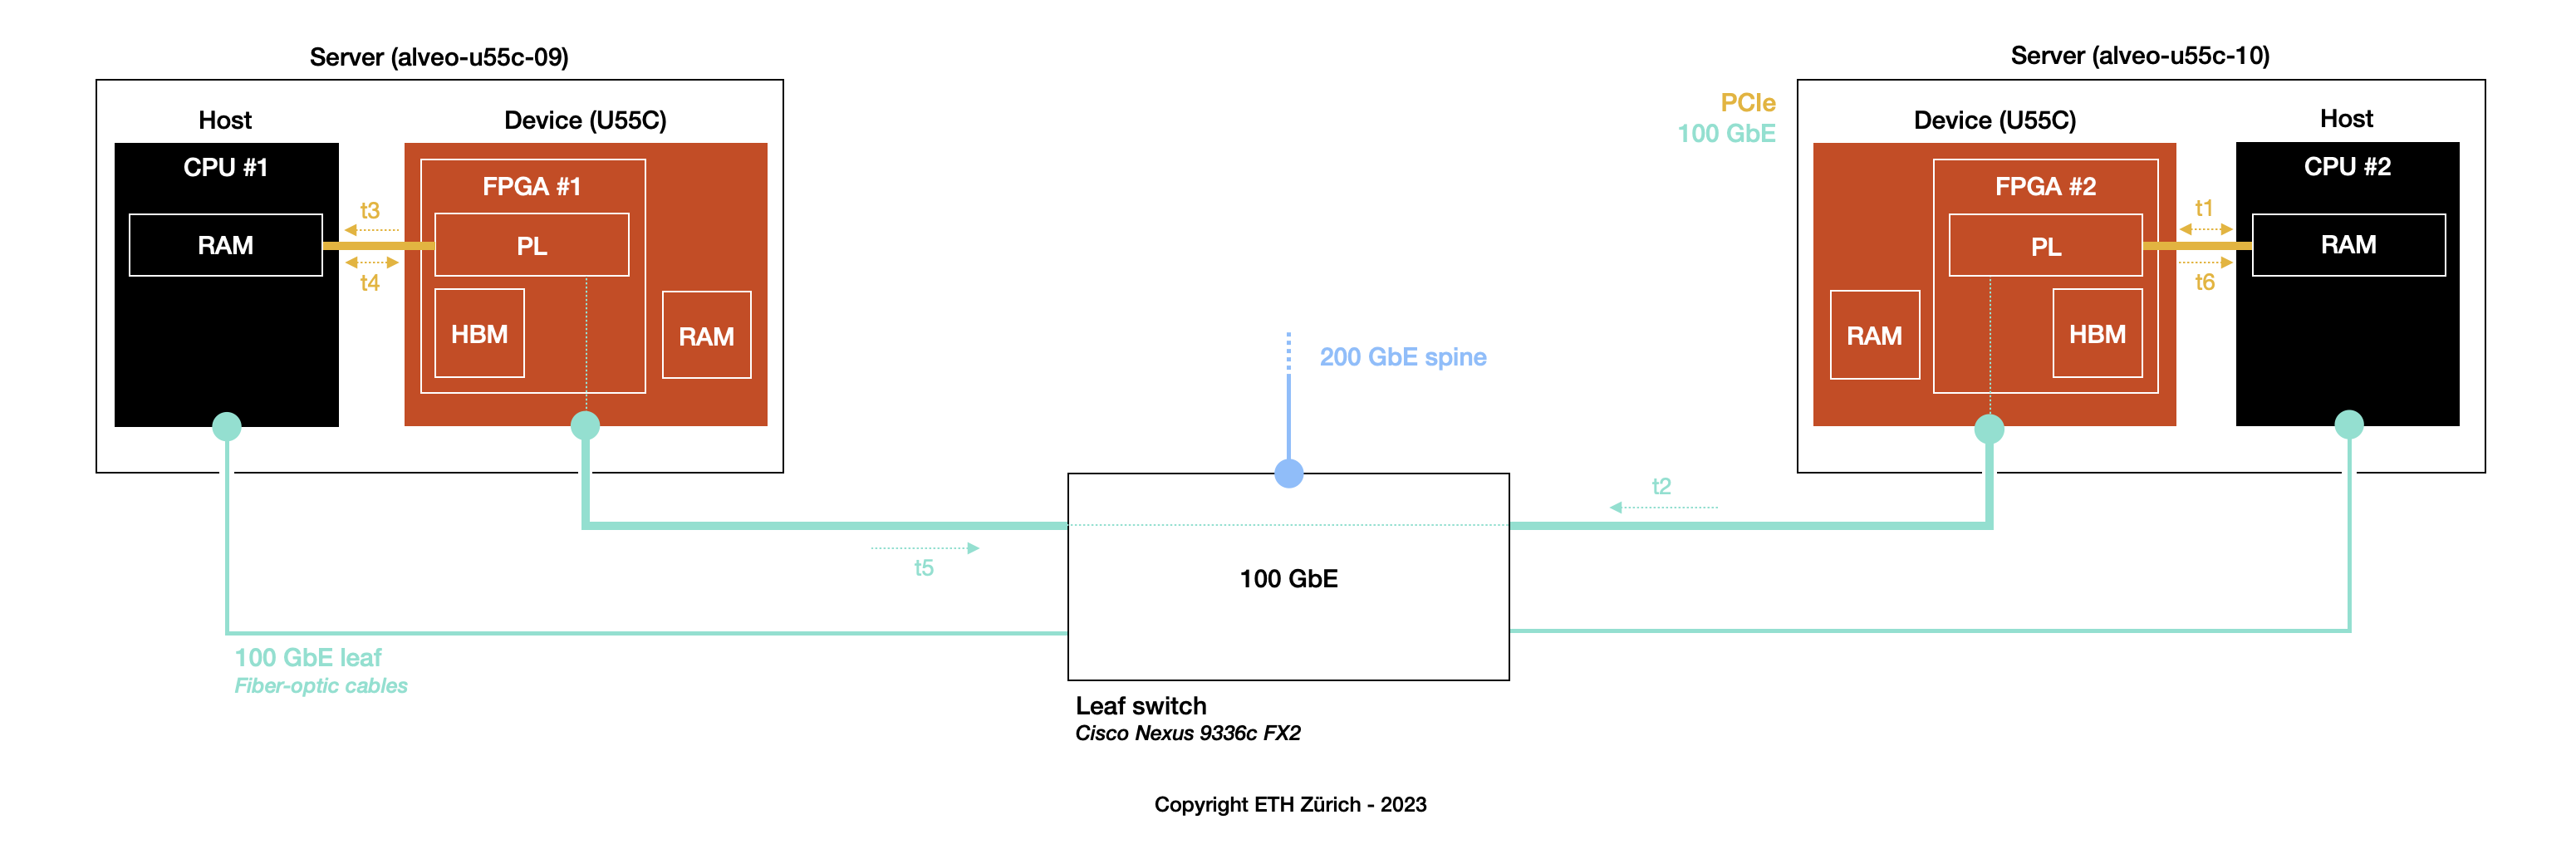 Server (alveo-u55c-09)
Host
Device (U55C)
CPU #1
RAM
t3
t4
FPGA #1
PL
HBM
RAM
100 GbE leaf
Fiber-optic cables
t5
200 GbE spine
100 GbE
Leaf switch
Cisco Nexus 9336c FX2
t2
PCIe
100 GbE
Server (alveo-u55c-10)
Device (U55C)
Host
FPGA #2
PL
RAM
HBM
t1
t6
CPU #2
RAM
Copyright ETH Zürich - 2023